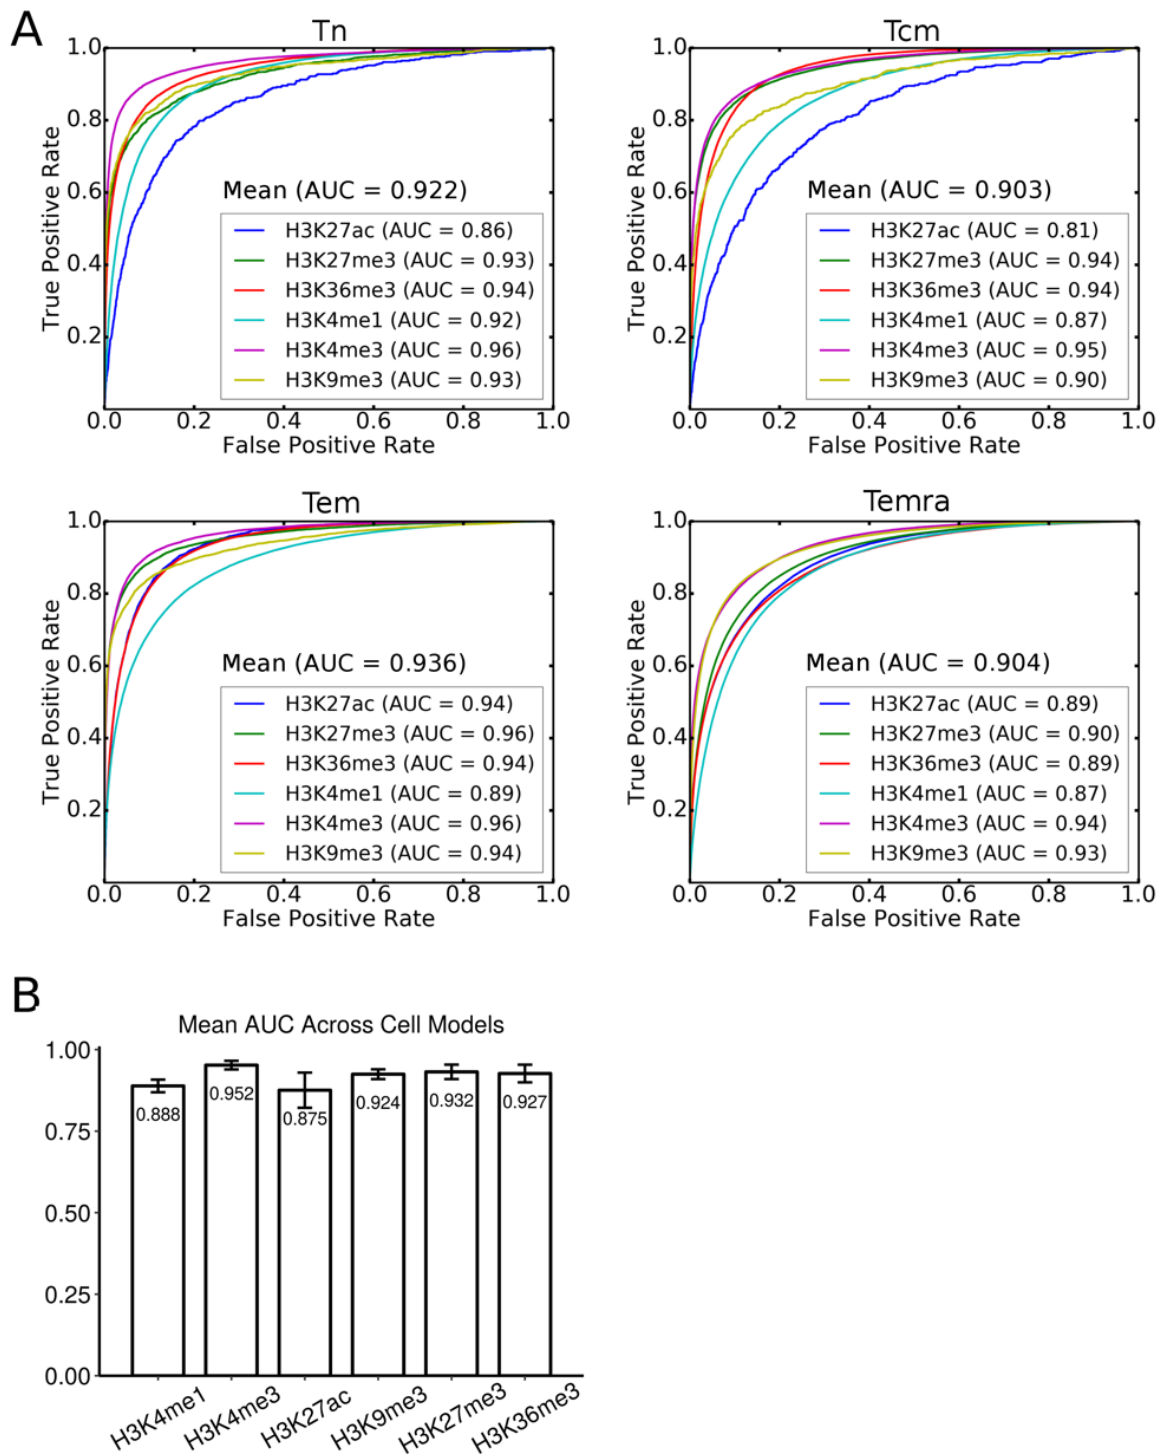 A
Tn
1.0
0.8
0.6
0.4
0.2
True Positive Rate
Mean (AUC = 0.922)
H3K27ac (AUC = 0.86)
H3K27me3 (AUC = 0.93)
H3K36me3 (AUC = 0.94)
H3K4me1 (AUC = 0.92)
H3K4me3 (AUC = 0.96)
H3K9me3 (AUC = 0.93)
0.0 0.2 0.4 0.6 0.8 1.0
False Positive Rate
Tcm
1.0
0.8
0.6
0.4
0.2
True Positive Rate
Mean (AUC = 0.903)
H3K27ac (AUC = 0.81)
H3K27me3 (AUC = 0.94)
H3K36me3 (AUC = 0.94)
H3K4me1 (AUC = 0.87)
H3K4me3 (AUC = 0.95)
H3K9me3 (AUC = 0.90)
0.0 0.2 0.4 0.6 0.8 1.0
False Positive Rate
Tem
1.0
0.8
0.6
0.4
0.2
True Positive Rate
Mean (AUC = 0.936)
H3K27ac (AUC = 0.94)
H3K27me3 (AUC = 0.96)
H3K36me3 (AUC = 0.94)
H3K4me1 (AUC = 0.89)
H3K4me3 (AUC = 0.96)
H3K9me3 (AUC = 0.94)
0.0 0.2 0.4 0.6 0.8 1.0
False Positive Rate
Temra
1.0
0.8
0.6
0.4
0.2
True Positive Rate
Mean (AUC = 0.904)
H3K27ac (AUC = 0.89)
H3K27me3 (AUC = 0.90)
H3K36me3 (AUC = 0.89)
H3K4me1 (AUC = 0.87)
H3K4me3 (AUC = 0.94)
H3K9me3 (AUC = 0.93)
0.0 0.2 0.4 0.6 0.8 1.0
False Positive Rate
B
Mean AUC Across Cell Models
1.00
0.75
0.50
0.25
0.00
0.888 0.952 0.875 0.924 0.932 0.927
H3K4me1 H3K4me3 H3K27ac H3K9me3 H3K27me3 H3K36me3